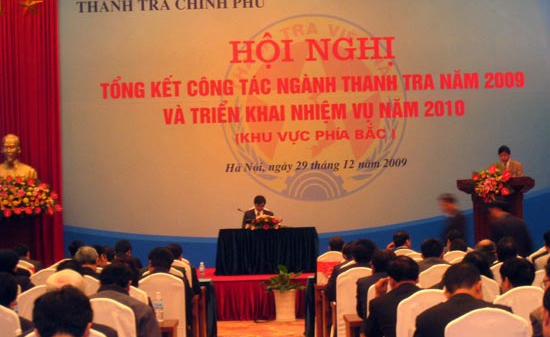 THANH TRA CHÍNH PHỦ
HỘI NGHỊ
TỔNG KẾT CÔNG TÁC NGÀNH THANH TRA NĂM 2009
VÀ TRIỂN KHAI NHIỆM VỤ NĂM 2010
(KHU VỰC PHÍA BẮC)
Hà Nội, ngày 29 tháng 12 năm 2009